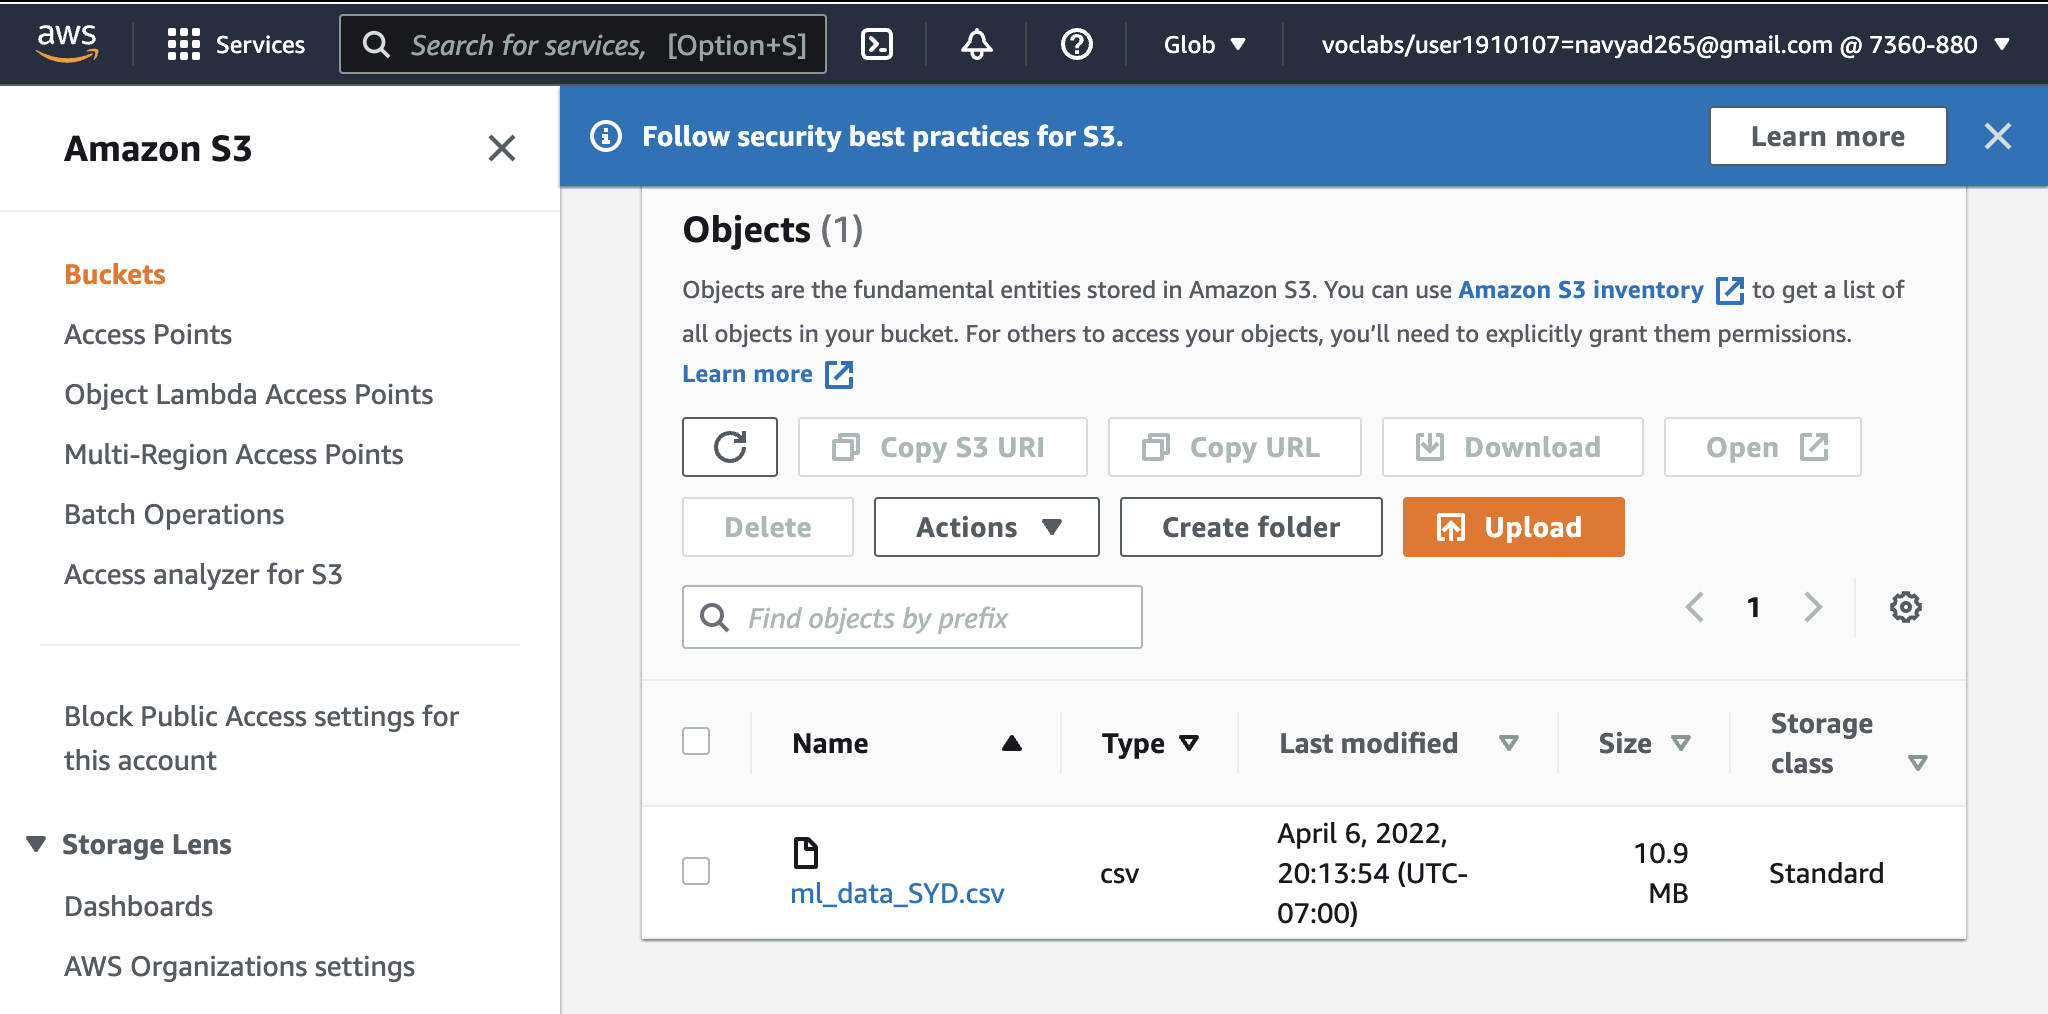 aws
Services
Search for services, [Option+S]
Glob
voclabs/user1910107=navyad265@gmail.com @ 7360-880
Amazon S3
Follow security best practices for S3.
Learn more
Buckets
Access Points
Object Lambda Access Points
Multi-Region Access Points
Batch Operations
Access analyzer for S3
Block Public Access settings for
this account
Storage Lens
Dashboards
AWS Organizations settings
Objects (1)
Objects are the fundamental entities stored in Amazon S3. You can use Amazon S3 inventory to get a list of
all objects in your bucket. For others to access your objects, you’ll need to explicitly grant them permissions.
Learn more
Copy S3 URI
Copy URL
Download
Open
Delete
Actions
Create folder
Upload
Find objects by prefix
1
Name
Type
Last modified
Size
Storage
class
ml_data_SYD.csv
csv
April 6, 2022,
20:13:54 (UTC-
07:00)
10.9
MB
Standard